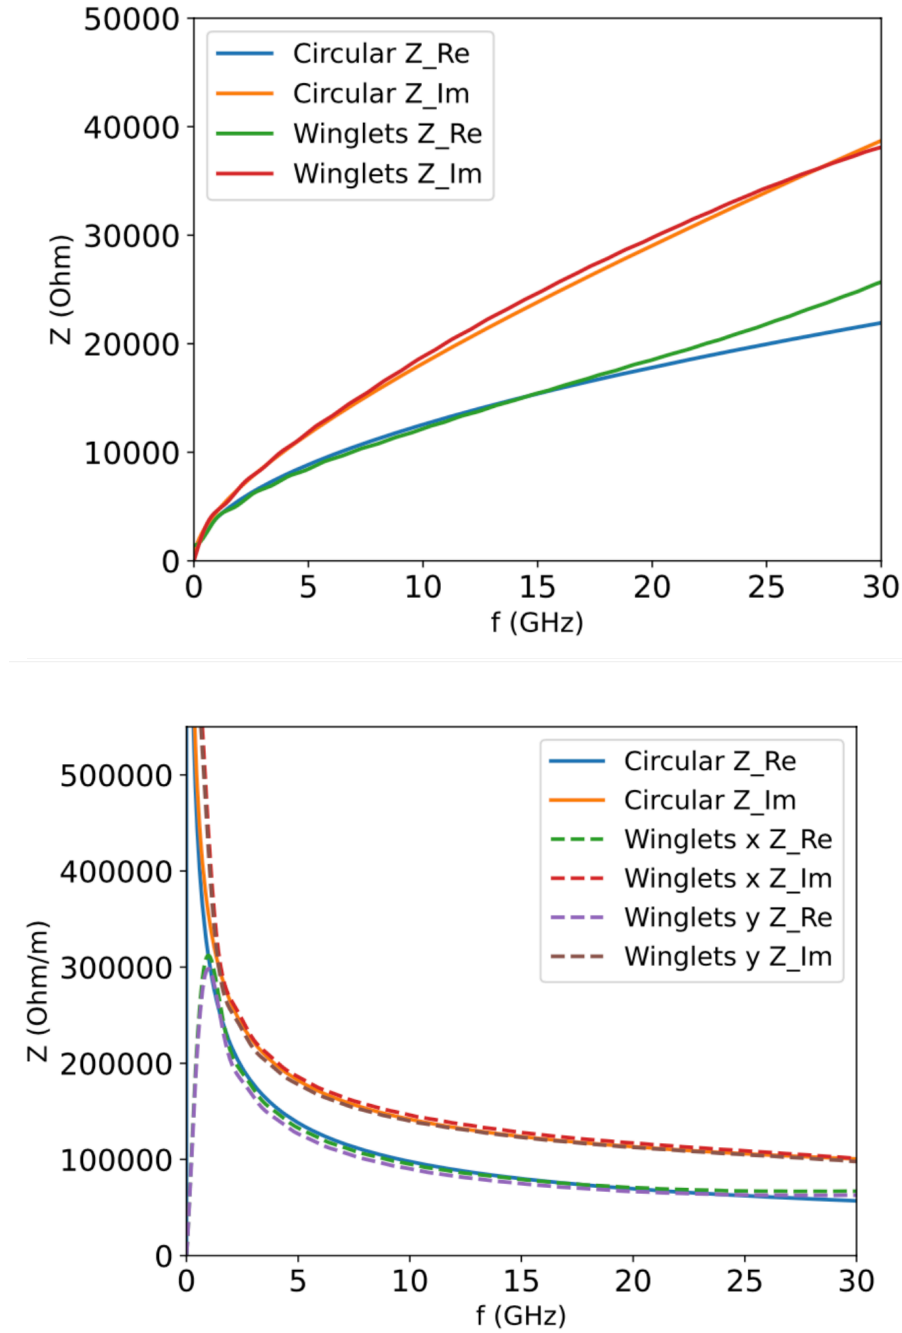 50000
40000
30000
20000
10000
0
Z (Ohm)
Circular Z_Re
Circular Z_Im
Winglets Z_Re
Winglets Z_Im
0 5 10 15 20 25 30
f (GHz)
500000
400000
300000
200000
100000
0
Z (Ohm/m)
Circular Z_Re
Circular Z_Im
Winglets x Z_Re
Winglets x Z_Im
Winglets y Z_Re
Winglets y Z_Im
0 5 10 15 20 25 30
f (GHz)